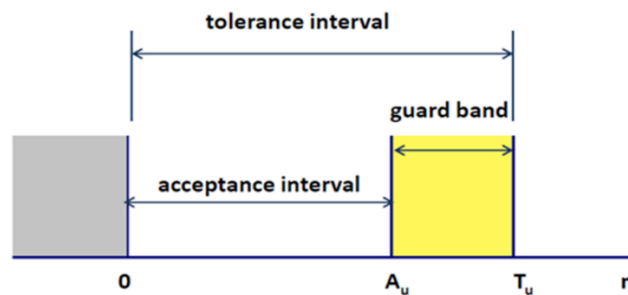 tolerance interval
guard band
acceptance interval
0 Au Tu